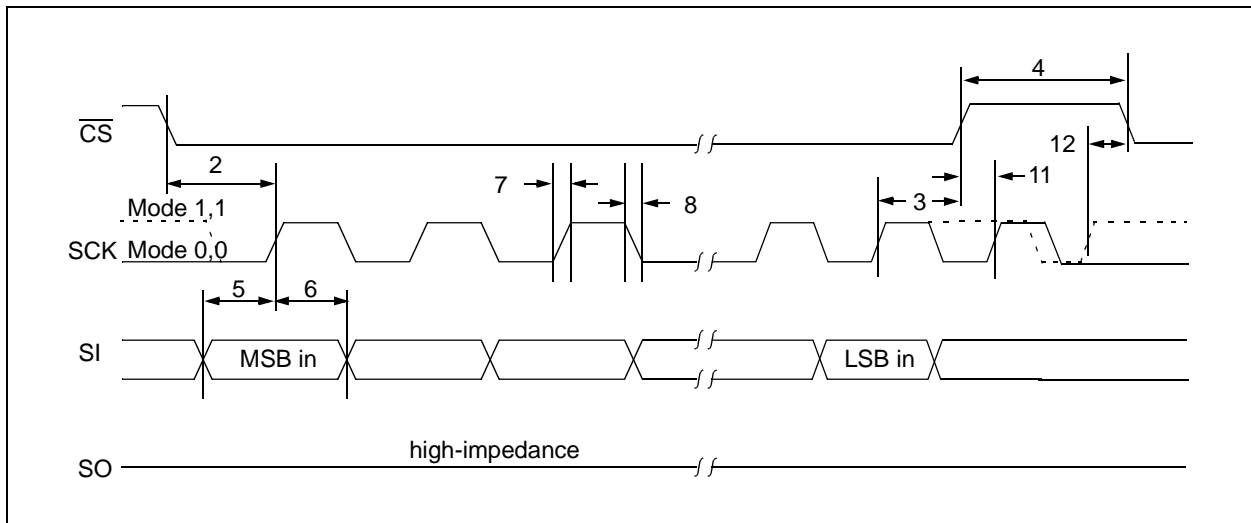 4
CS
12
2
7
11
8
3
Mode 1,1
SCK Mode 0,0
5
6
SI
MSB in
LSB in
high-impedance
SO